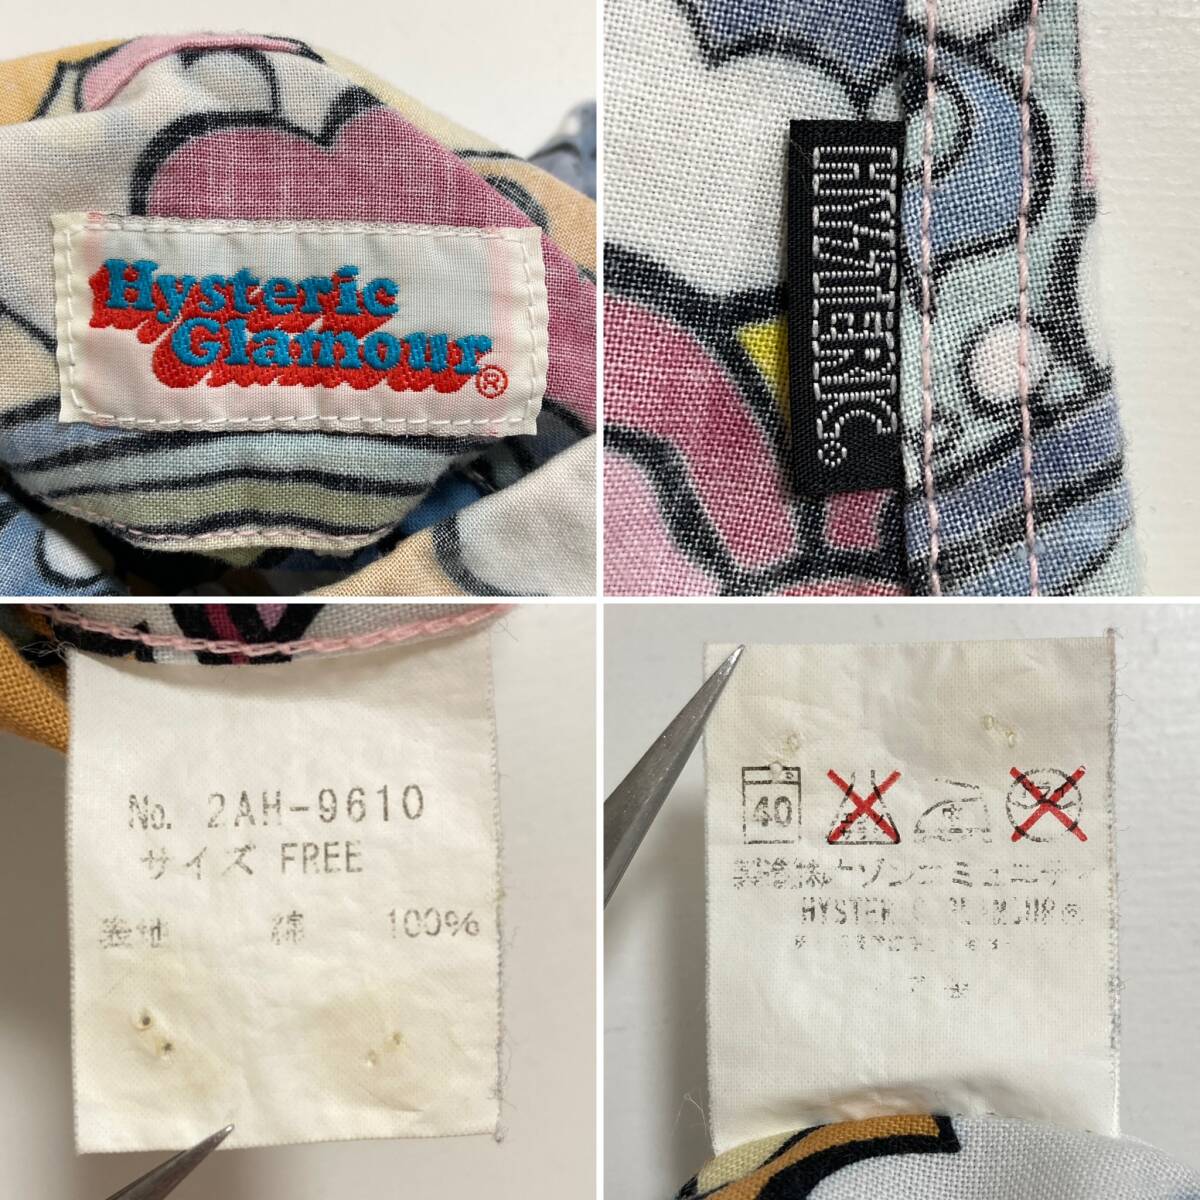 Hysteric
Glamour®
HYSTERIC
No. 2AH-9610
サイズ FREE
表地 綿 100%
40
HYSTERIC GLAMOUR®